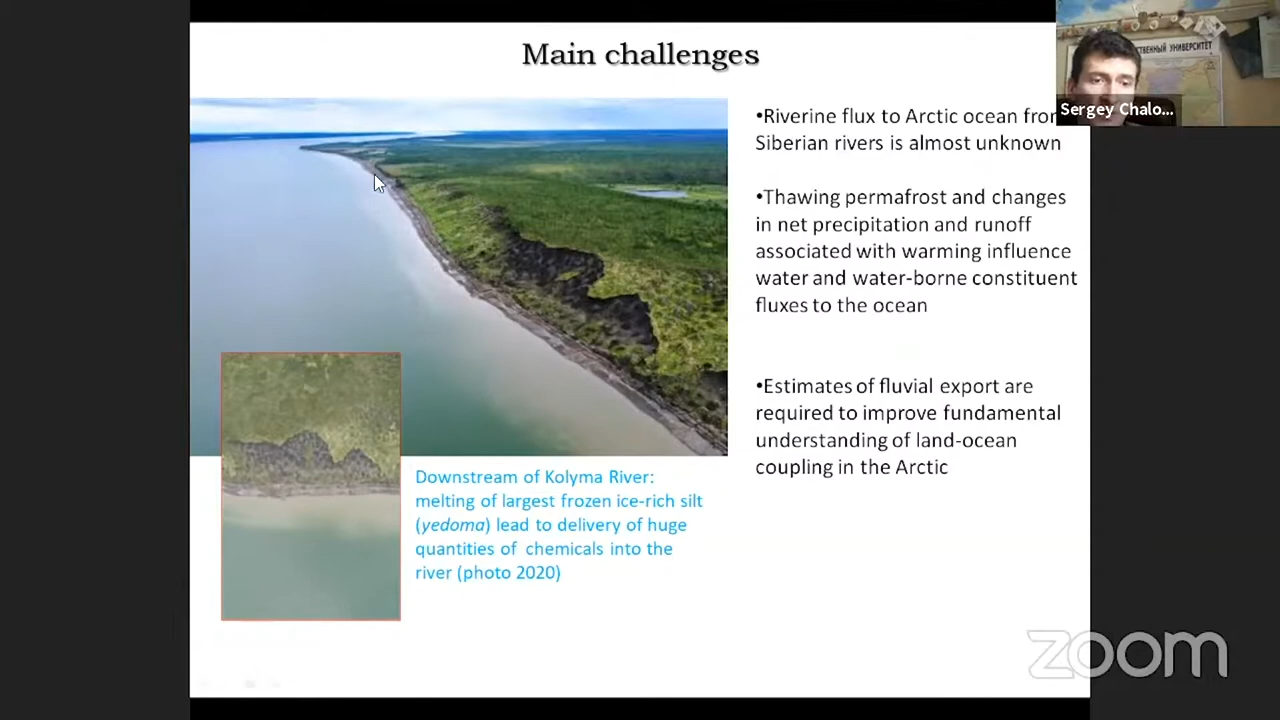 Main challenges
СТВЕННЫЙ УНИВЕРСИТЕТ
Sergey Chalo...
•Riverine flux to Arctic ocean from
Siberian rivers is almost unknown
•Thawing permafrost and changes
in net precipitation and runoff
associated with warming influence
water and water-borne constituent
fluxes to the ocean
•Estimates of fluvial export are
required to improve fundamental
understanding of land-ocean
coupling in the Arctic
Downstream of Kolyma River:
melting of largest frozen ice-rich silt
(yedoma) lead to delivery of huge
quantities of chemicals into the
river (photo 2020)
zoom